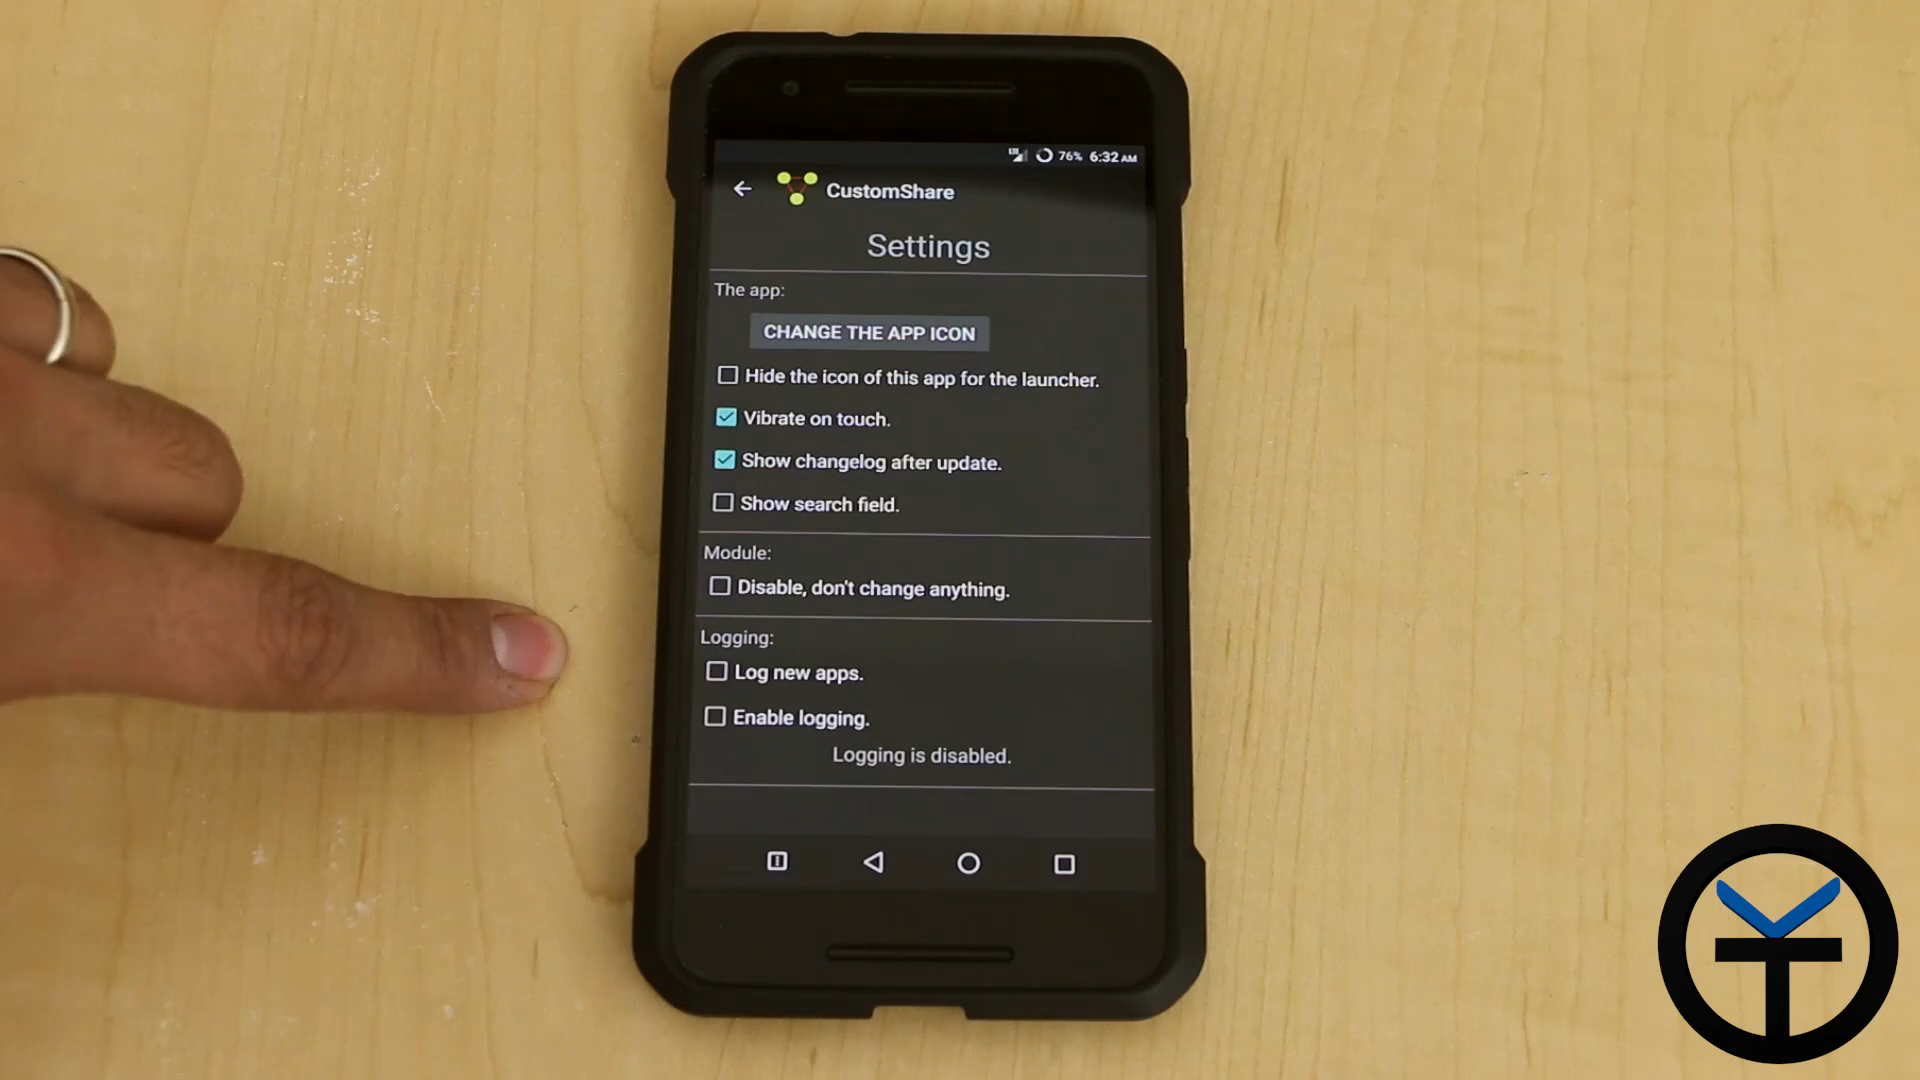 LTE 76% 6:32 AM
CustomShare
Settings
The app:
CHANGE THE APP ICON
Hide the icon of this app for the launcher.
Vibrate on touch.
Show changelog after update.
Show search field.
Module:
Disable, don't change anything.
Logging:
Log new apps.
Enable logging.
Logging is disabled.